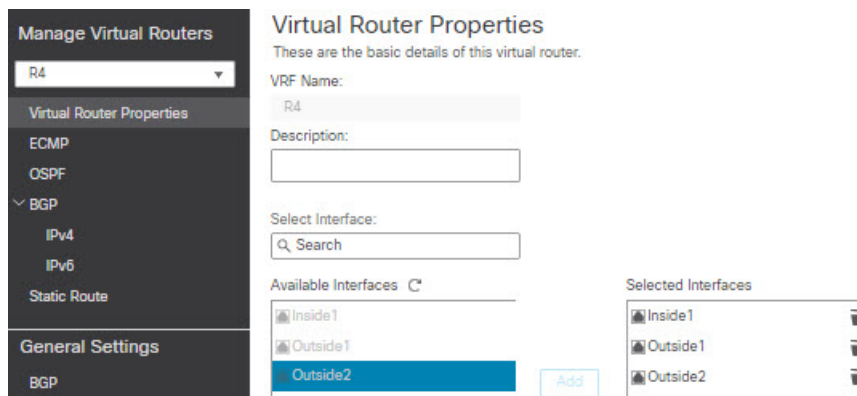 Manage Virtual Routers
R4
Virtual Router Properties
ECMP
OSPF
BGP
IPv4
IPv6
Static Route
General Settings
BGP
Virtual Router Properties
These are the basic details of this virtual router.
VRF Name:
R4
Description:
Select Interface:
Search
Available Interfaces
Inside1
Outside1
Outside2
Add
Selected Interfaces
Inside1
Outside1
Outside2